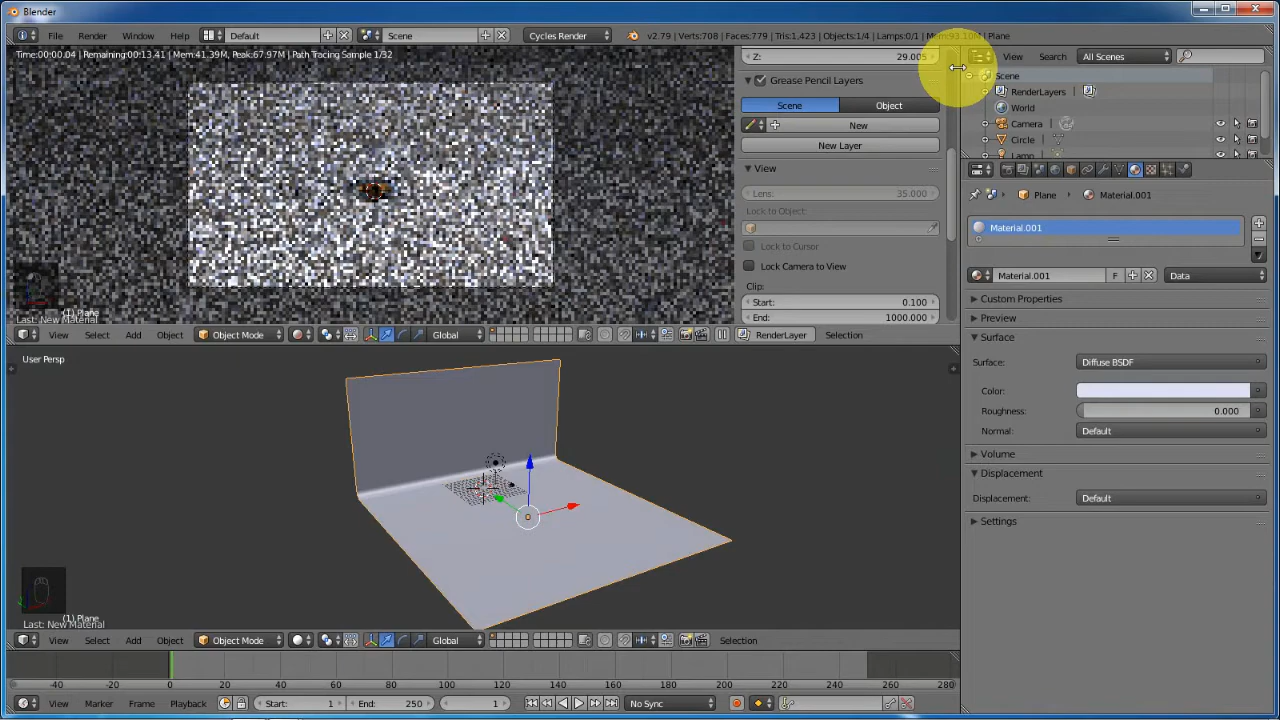 Blender
File Render Window Help Default Scene Cycles Render v2.79 | Verts:708 | Faces:779 | Tris:1,423 | Objects:1/4 | Lamps:0/1 | Mem:93.10M | Plane
Time:00:00.04 | Remaining:00:13.41 | Mem:41.39M, Peak:67.97M | Path Tracing Sample 1/32
Z: 29.005
View Search All Scenes
Grease Pencil Layers
Scene
RenderLayers
World
Camera
Circle
Lamp
Scene Object
New
New Layer
View
Lens: 35.000
Lock to Object:
Lock to Cursor
Lock Camera to View
Clip:
Start: 0.100
End: 1000.000
(1) Plane
Last: New Material
View Select Add Object Object Mode Global RenderLayer Selection
Plane Material.001
Material.001
Material.001 F Data
Custom Properties
Preview
Surface
Surface: Diffuse BSDF
Color:
Roughness: 0.000
Normal: Default
Volume
Displacement
Displacement: Default
Settings
User Persp
(1) Plane
Last: New Material
View Select Add Object Object Mode Global Selection
-40 -20 0 20 40 60 80 100 120 140 160 180 200 220 240 260 280
View Marker Frame Playback Start: 1 End: 250 1 No Sync